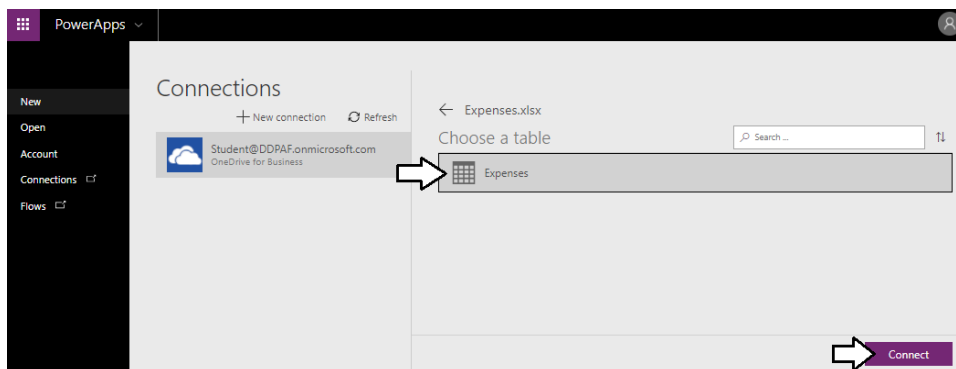 PowerApps
New
Open
Account
Connections
Flows
Connections
New connection
Refresh
Student@DDPAF.onmicrosoft.com
OneDrive for Business
Expenses.xlsx
Choose a table
Search ...
Expenses
Connect